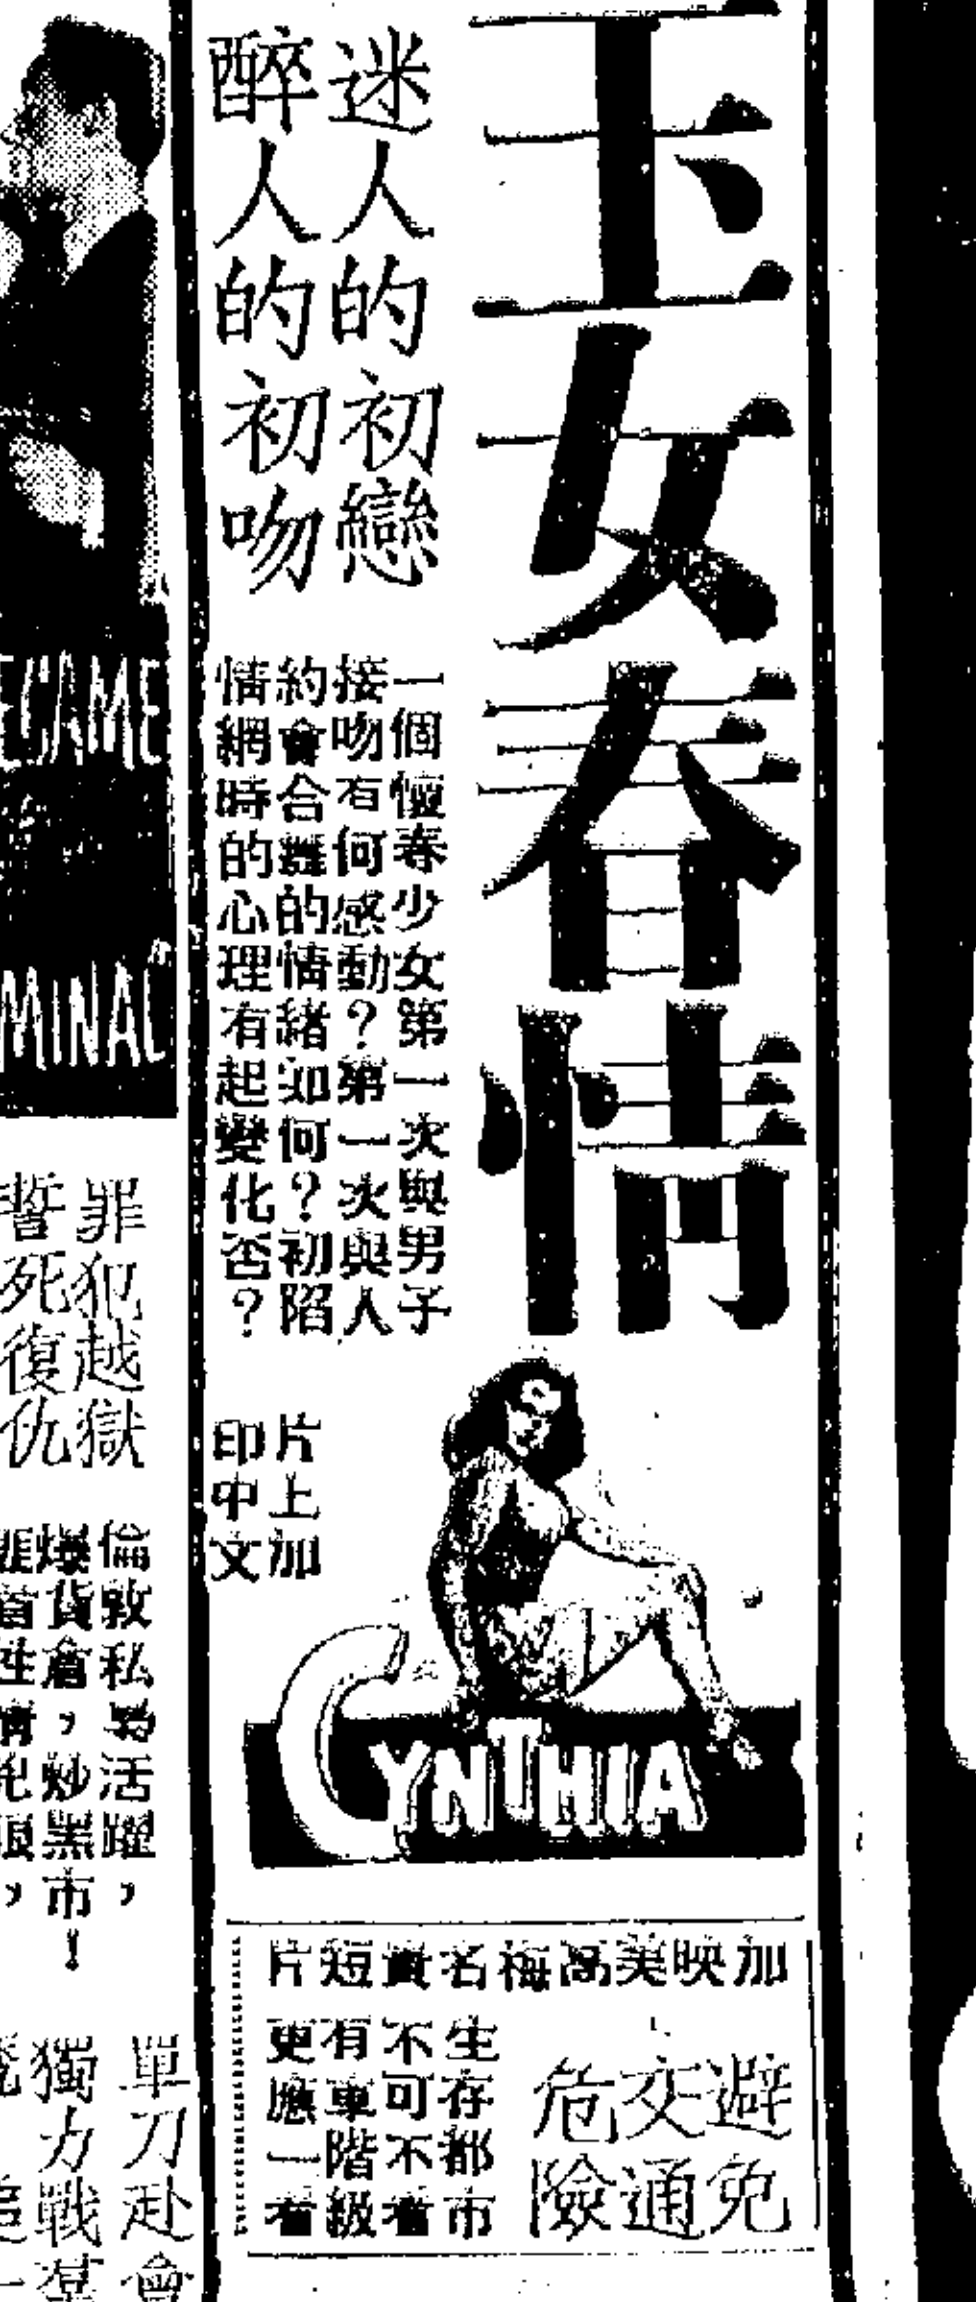 玉女春情
迷人的初戀
醉人的初吻
一個懷春少女第一次與男子
接吻有何感動？第一次與人
約會合舞的情緒如何？初陷
情網時的心理有起變化否？
片上加
印中文
CYNTHIA
加映美高梅名貴短片
避免
交通
危險
生存都市
不可不看
有車階級
更應一看
ECAME
MINAL
罪犯越獄
誓死復仇
倫敦私梟活躍，
爆貨倉，炒黑市！
單刀赴會
獨力戰羣